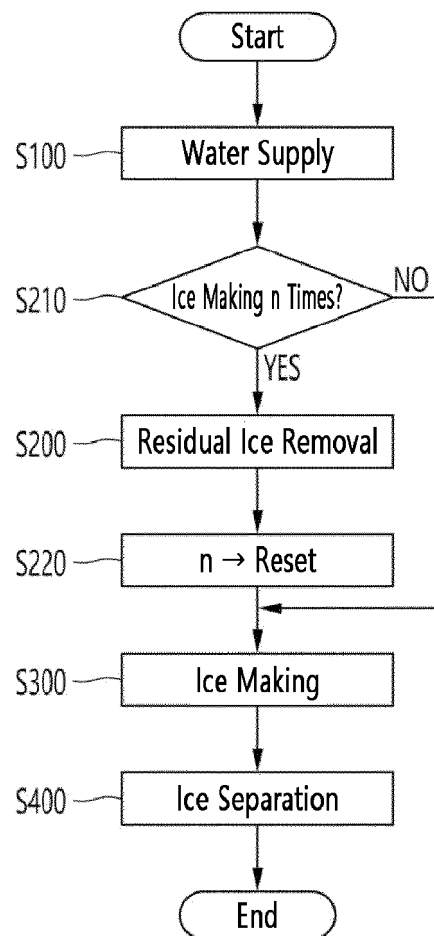 Start
S100 Water Supply
S210 Ice Making n Times? NO
YES
S200 Residual Ice Removal
S220 n → Reset
S300 Ice Making
S400 Ice Separation
End